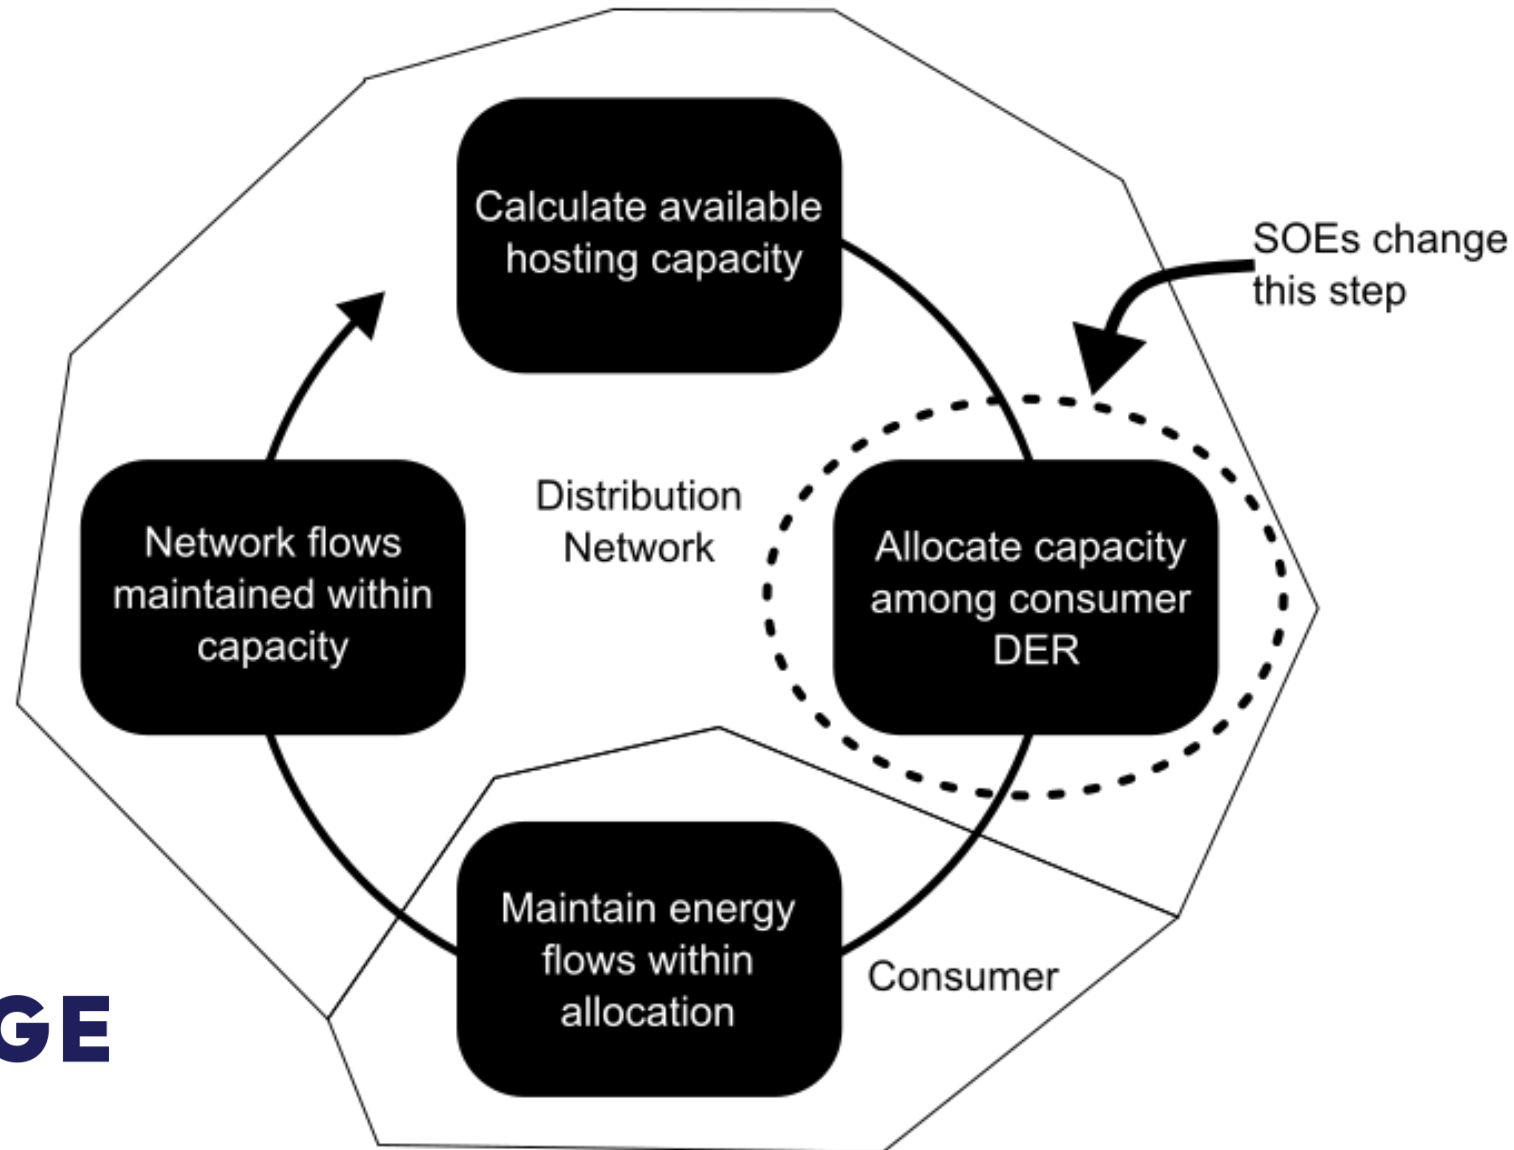 Calculate available
hosting capacity
SOEs change
this step
Distribution
Network
Network flows
maintained within
capacity
Allocate capacity
among consumer
DER
Maintain energy
flows within
allocation
Consumer
GE